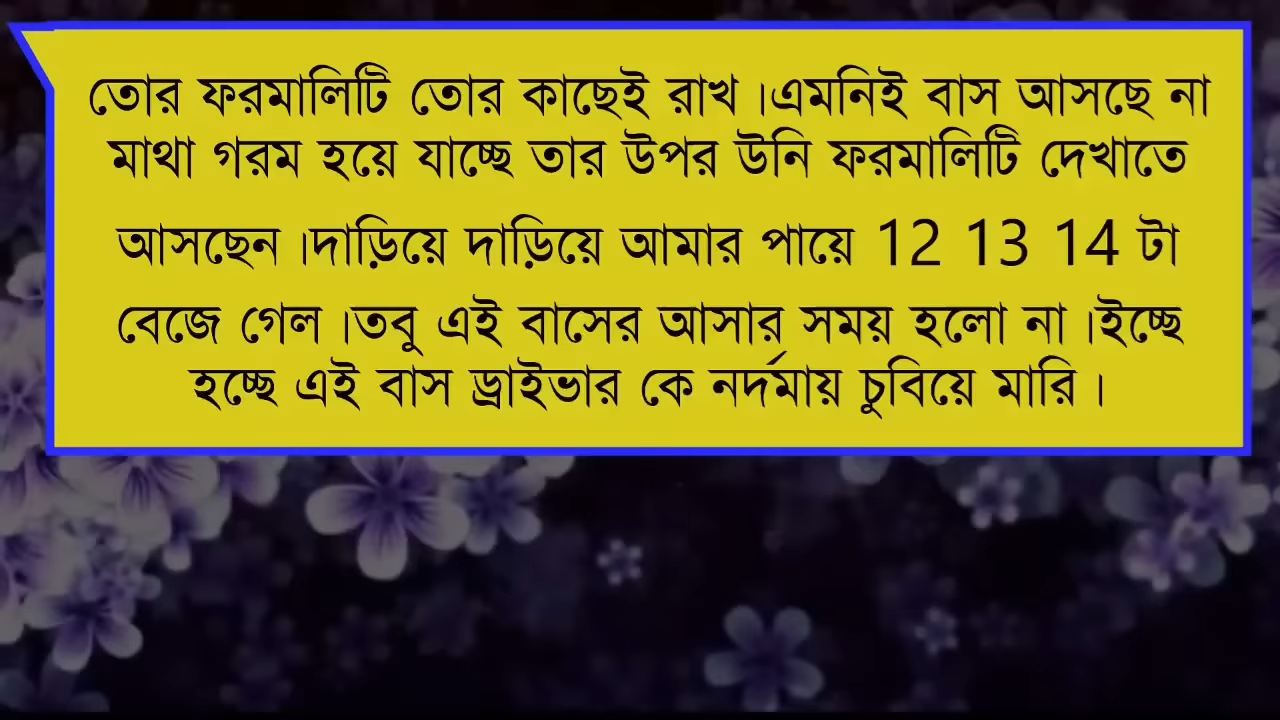 তোর ফরমালিটি তোর কাছেই রাখ।এমনিই বাস আসছে না
মাথা গরম হয়ে যাচ্ছে তার উপর উনি ফরমালিটি দেখাতে
আসছেন।দাড়িয়ে দাড়িয়ে আমার পায়ে 12 13 14 টা
বেজে গেল।তবু এই বাসের আসার সময় হলো না।ইচ্ছে
হচ্ছে এই বাস ড্রাইভার কে নর্দমায় চুবিয়ে মারি।